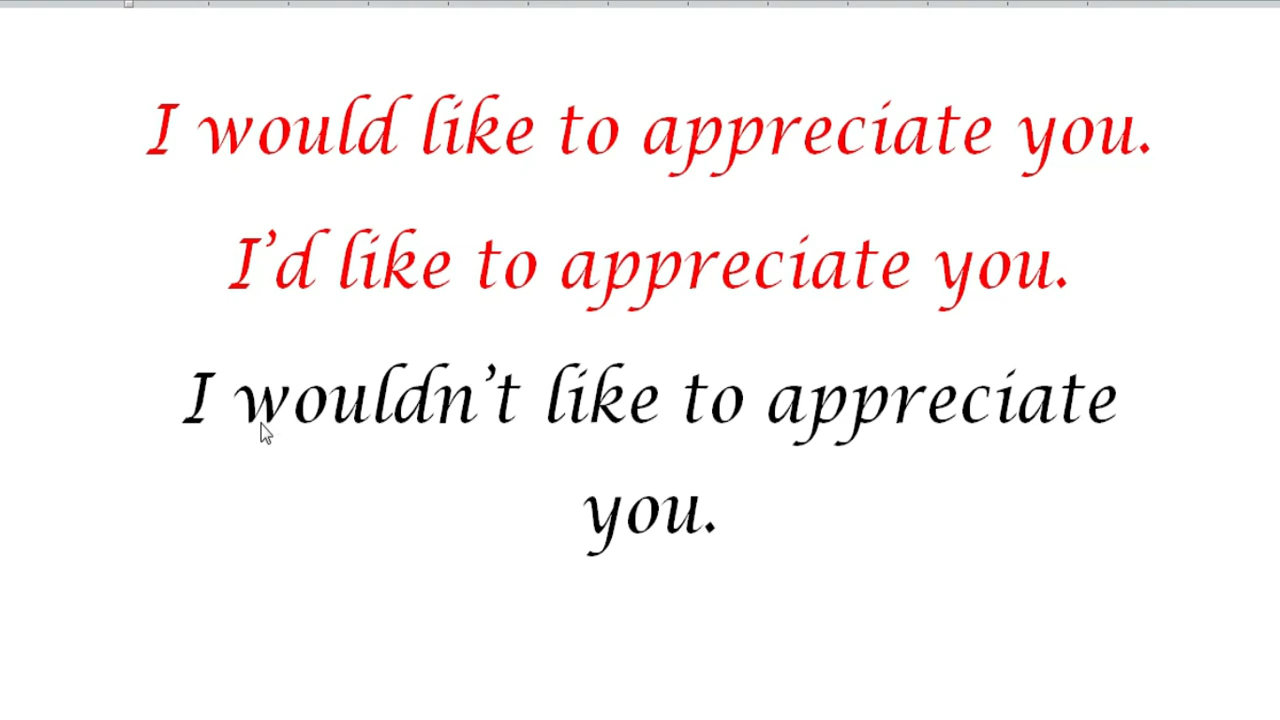 I would like to appreciate you.
I’d like to appreciate you.
I wouldn’t like to appreciate
you.